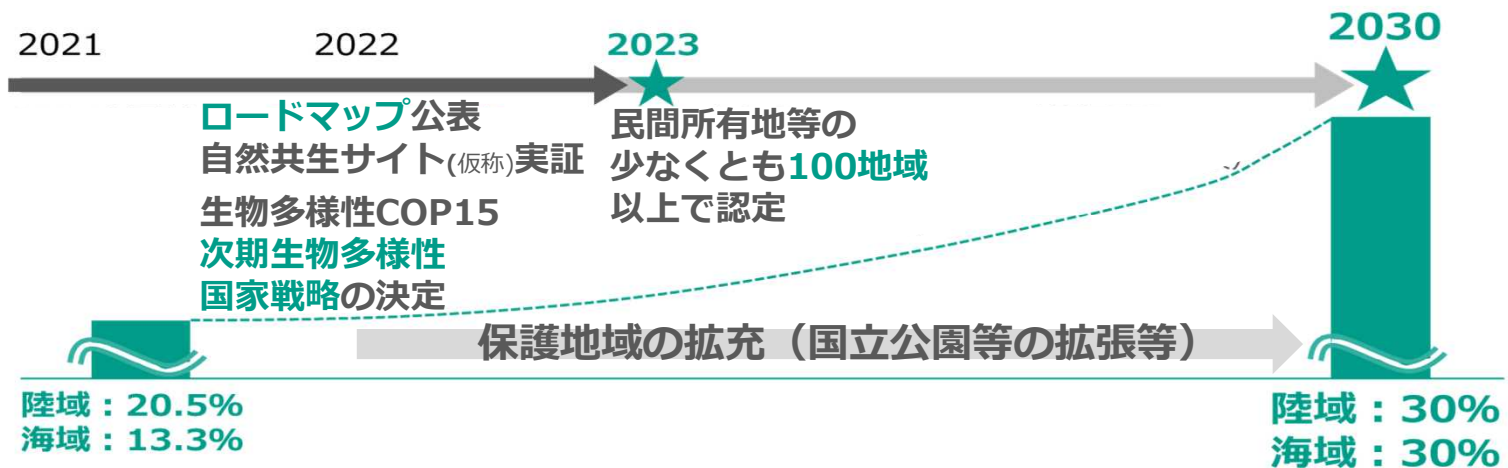 2021
2022
2023
2030
ロードマップ公表
自然共生サイト(仮称)実証
生物多様性COP15
次期生物多様性
国家戦略の決定
民間所有地等の
少なくとも100地域
以上で認定
保護地域の拡充（国立公園等の拡張等）
陸域：20.5%
海域：13.3%
陸域：30%
海域：30%